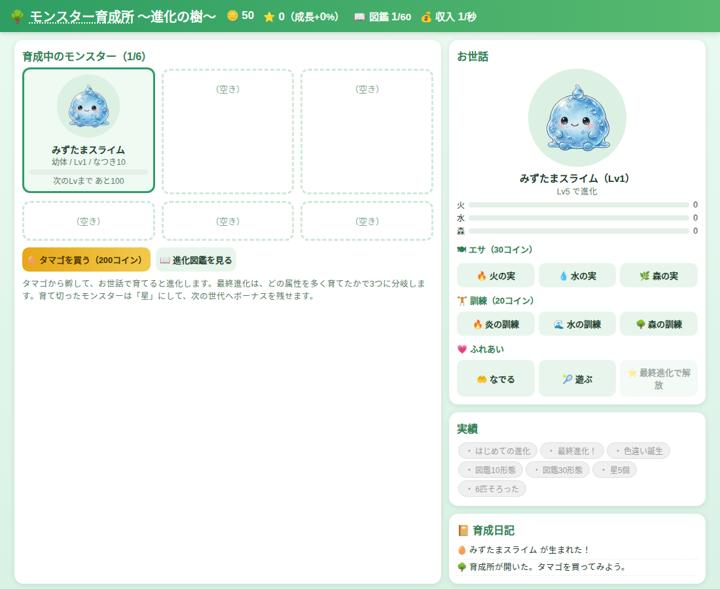 モンスター育成所 〜進化の樹〜 50 0（成長+0%） 図鑑 1/60 収入 1/秒
育成中のモンスター（1/6）
みずたまスライム
幼体 / Lv1 / なつき10
次のLvまで あと100
（空き）
（空き）
（空き）
（空き）
（空き）
タマゴを買う（200コイン）
進化図鑑を見る
タマゴから孵して、お世話で育てると進化します。最終進化は、どの属性を多く育てたかで3つに分岐しま
す。育て切ったモンスターは「星」にして、次の世代へボーナスを残せます。
お世話
みずたまスライム（Lv1）
Lv5 で進化
火 0
水 0
森 0
エサ（30コイン）
火の実
水の実
森の実
訓練（20コイン）
炎の訓練
水の訓練
森の訓練
ふれあい
なでる
遊ぶ
最終進化で解
放
実績
・ はじめての進化
・ 最終進化！
・ 色違い誕生
・ 図鑑10形態
・ 図鑑30形態
・ 星5個
・ 6匹そろった
育成日記
みずたまスライム が生まれた！
育成所が開いた。タマゴを買ってみよう。